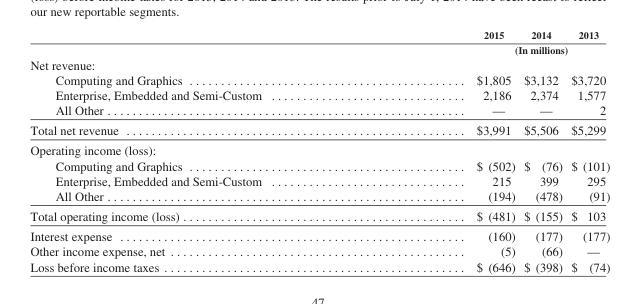 our new reportable segments.
2015 2014 2013
(In millions)
Net revenue:
Computing and Graphics $1,805 $3,132 $3,720
Enterprise, Embedded and Semi-Custom 2,186 2,374 1,577
All Other — — 2
Total net revenue $3,991 $5,506 $5,299
Operating income (loss):
Computing and Graphics $ (502) $ (76) $ (101)
Enterprise, Embedded and Semi-Custom 215 399 295
All Other (194) (478) (91)
Total operating income (loss) $ (481) $ (155) $ 103
Interest expense (160) (177) (177)
Other income expense, net (5) (66) —
Loss before income taxes $ (646) $ (398) $ (74)